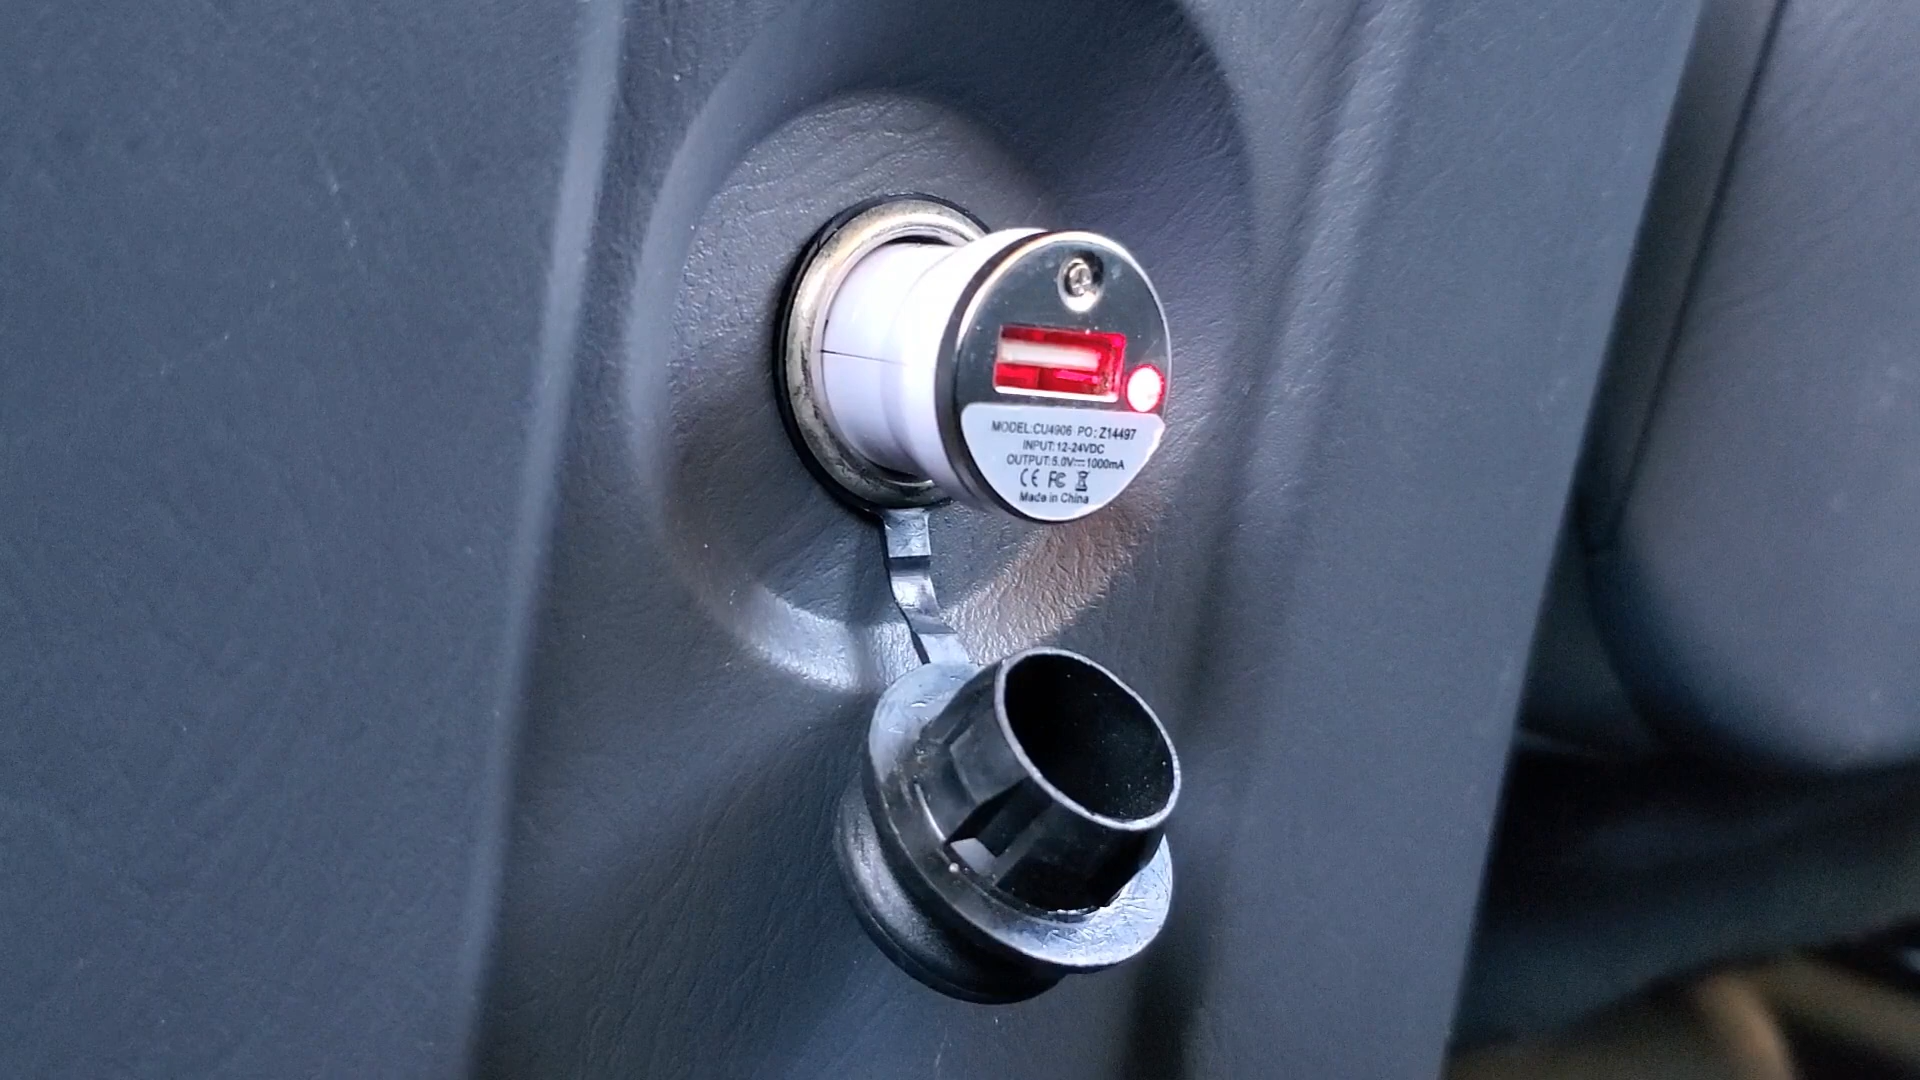 MODEL:CU4906 PO: Z14497
INPUT:12-24VDC
OUTPUT:5.0V⎓1000mA
CE FC
Made in China